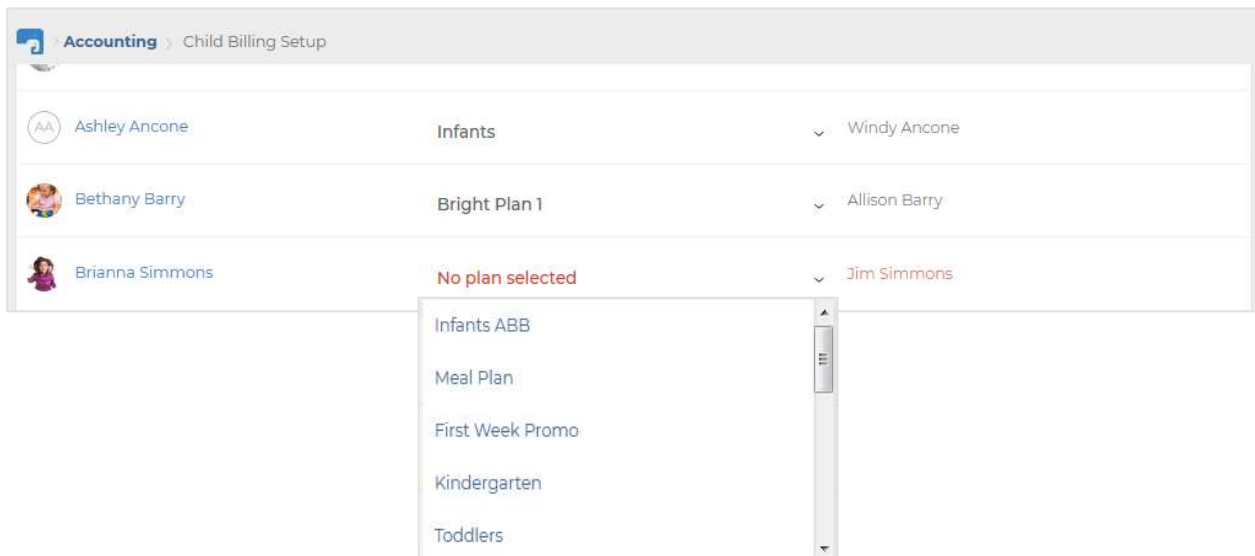 Accounting > Child Billing Setup
AA Ashley Ancone Infants Windy Ancone
Bethany Barry Bright Plan 1 Allison Barry
Brianna Simmons No plan selected Jim Simmons
Infants ABB
Meal Plan
First Week Promo
Kindergarten
Toddlers